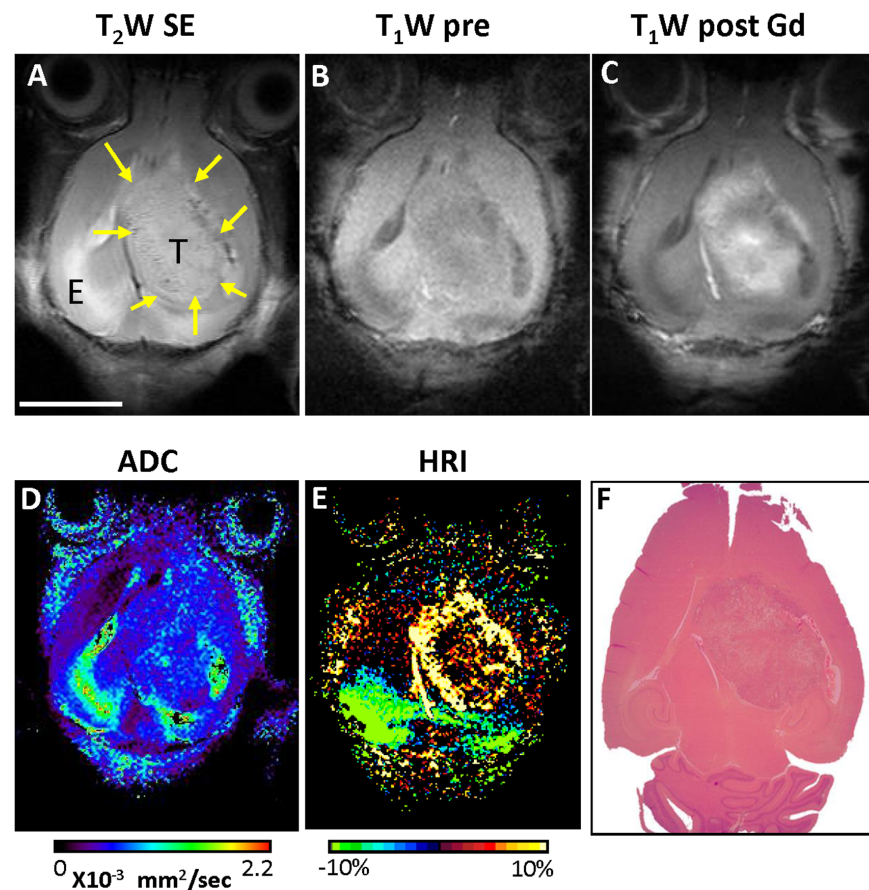 T₂W SE
T₁W pre
T₁W post Gd
A
B
C
T
E
ADC
HRI
D
E
F
0
2.2
X10⁻³ mm²/sec
-10%
10%